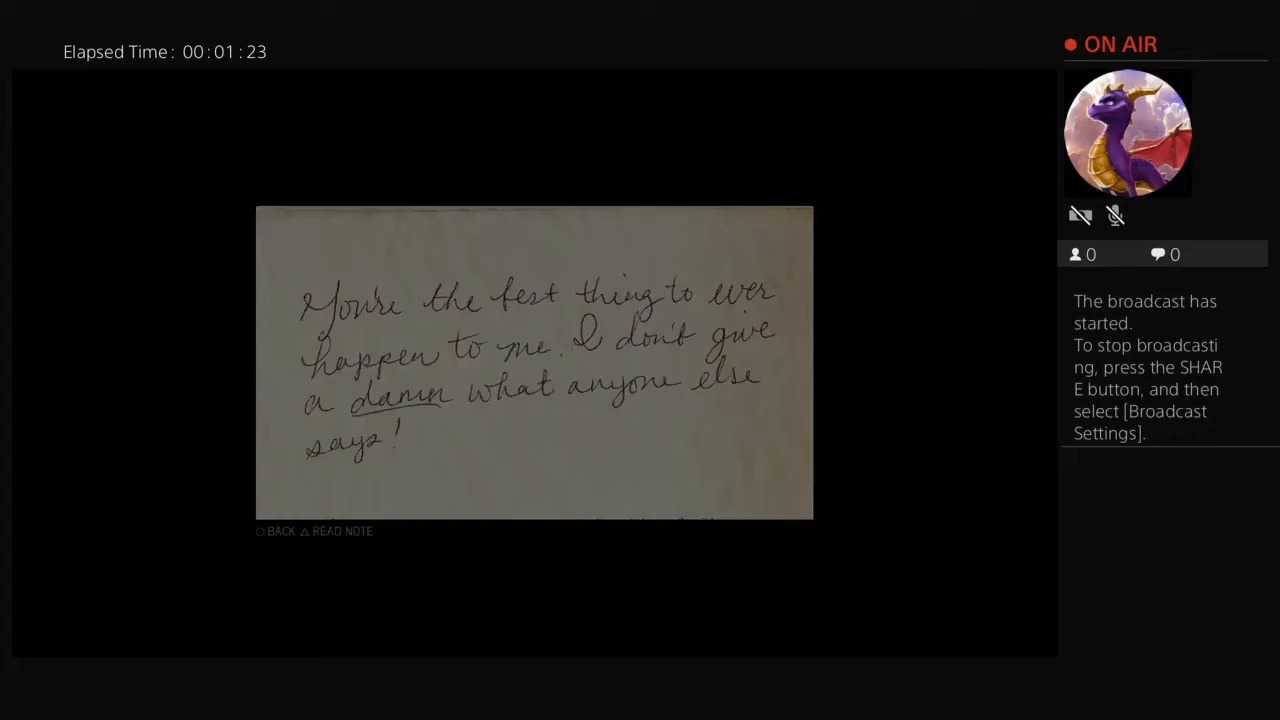 Elapsed Time: 00:01:23
ON AIR
0 0
The broadcast has
started.
To stop broadcasti
ng, press the SHAR
E button, and then
select [Broadcast
Settings].
You're the best thing to ever
happen to me. I don't give
a damn what anyone else
says!
BACK READ NOTE